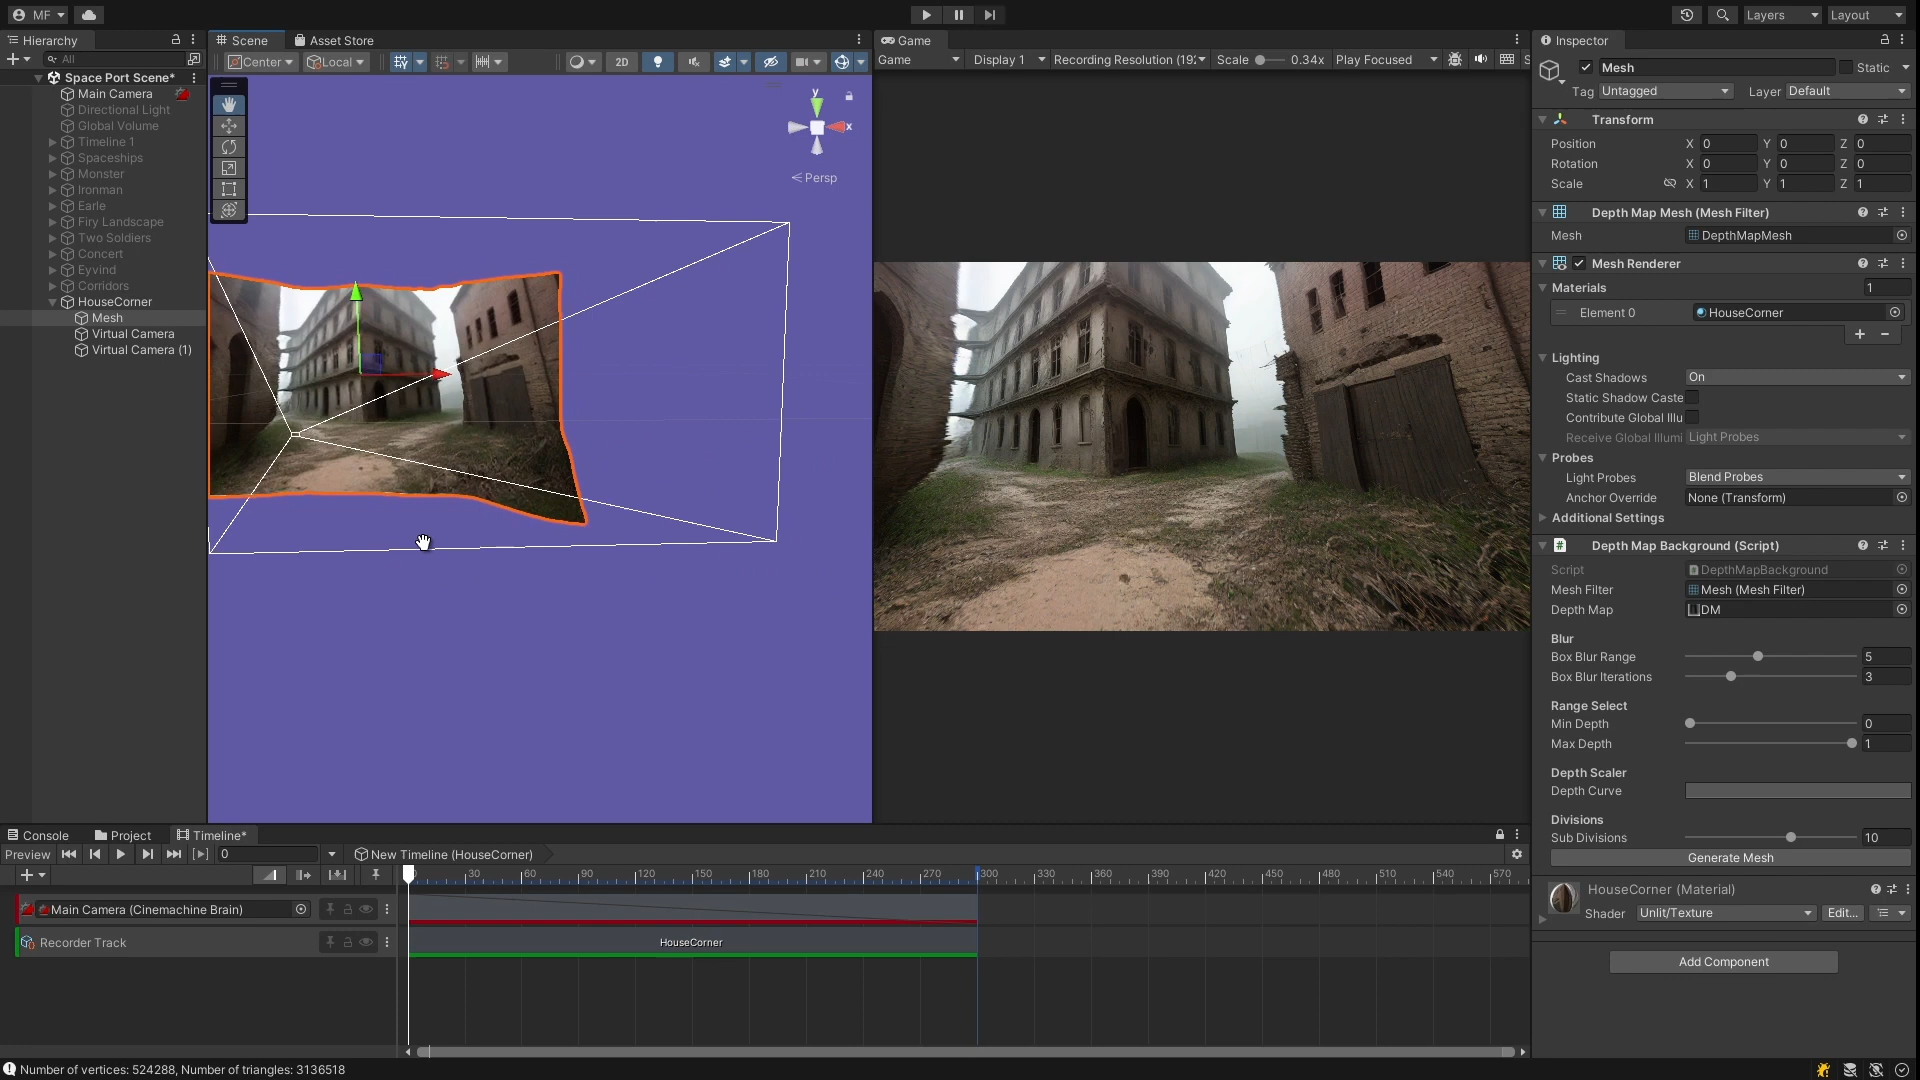 MF
Layers
Layout
Hierarchy
All
Space Port Scene*
Main Camera
Directional Light
Global Volume
Timeline 1
Spaceships
Monster
Ironman
Earle
Firy Landscape
Two Soldiers
Concert
Eyvind
Corridors
HouseCorner
Mesh
Virtual Camera
Virtual Camera (1)
Scene
Asset Store
Center
Local
2D
y
x
Persp
Game
Game
Display 1
Recording Resolution (19:
Scale
0.34x
Play Focused
S
Inspector
Mesh
Static
Tag
Untagged
Layer
Default
Transform
Position
X
0
Y
0
Z
0
Rotation
X
0
Y
0
Z
0
Scale
X
1
Y
1
Z
1
Depth Map Mesh (Mesh Filter)
Mesh
DepthMapMesh
Mesh Renderer
Materials
1
Element 0
HouseCorner
Lighting
Cast Shadows
On
Static Shadow Caste
Contribute Global Illu
Receive Global Illumi
Light Probes
Probes
Light Probes
Blend Probes
Anchor Override
None (Transform)
Additional Settings
Depth Map Background (Script)
Script
DepthMapBackground
Mesh Filter
Mesh (Mesh Filter)
Depth Map
DM
Blur
Box Blur Range
5
Box Blur Iterations
3
Range Select
Min Depth
0
Max Depth
1
Depth Scaler
Depth Curve
Divisions
Sub Divisions
10
Generate Mesh
HouseCorner (Material)
Shader
Unlit/Texture
Edit...
Add Component
Console
Project
Timeline*
Preview
0
New Timeline (HouseCorner)
30
60
90
120
150
180
210
240
270
300
330
360
390
420
450
480
510
540
570
Main Camera (Cinemachine Brain)
Recorder Track
HouseCorner
Number of vertices: 524288, Number of triangles: 3136518